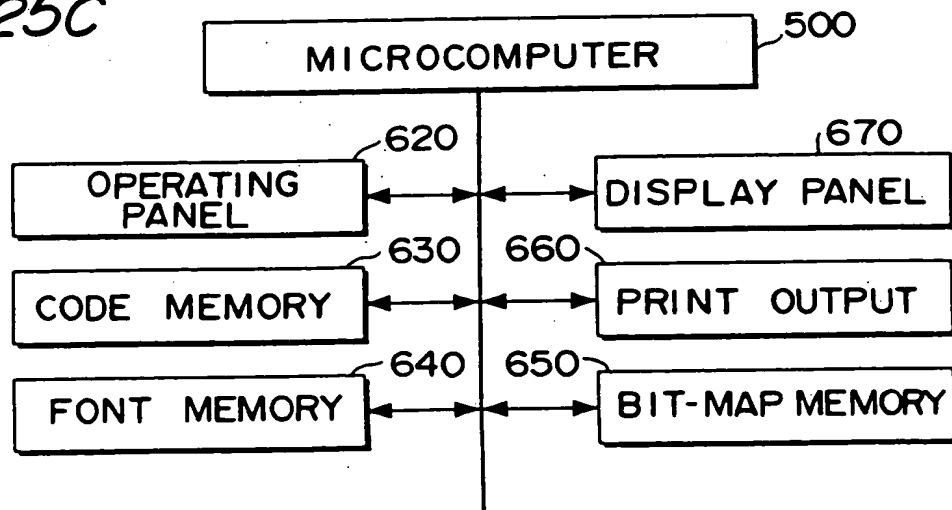 25C
MICROCOMPUTER
500
620
670
OPERATING
PANEL
DISPLAY PANEL
630
660
CODE MEMORY
PRINT OUTPUT
640
650
FONT MEMORY
BIT-MAP MEMORY